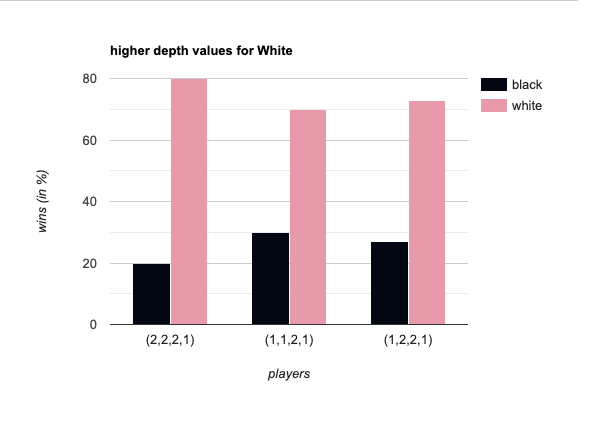 higher depth values for White
black
white
80
60
40
20
0
wins (in %)
(2,2,2,1)
(1,1,2,1)
(1,2,2,1)
players